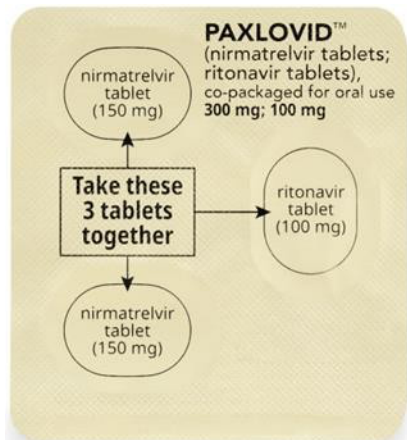 PAXLOVID™
(nirmatrelvir tablets;
ritonavir tablets),
co-packaged for oral use
300 mg; 100 mg
nirmatrelvir
tablet
(150 mg)
Take these
3 tablets
together
ritonavir
tablet
(100 mg)
nirmatrelvir
tablet
(150 mg)